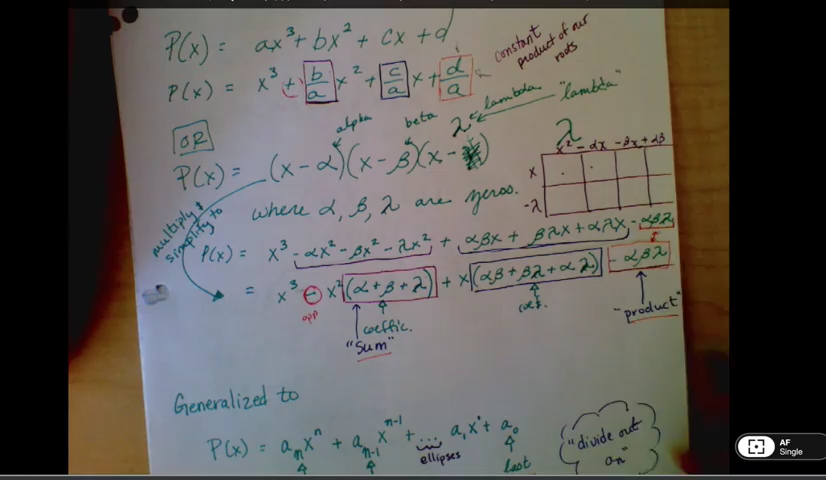 P(x) = ax³ + bx² + cx + d
constant product of our roots
P(x) = x³ + b/a x² + c/a x + d/a
lambda "lambda"
alpha beta λ
OR
P(x) = (x - α)(x - β)(x - )
λ
x² - αx - βx + αβ
x
-λ
where α, β, λ are zeros.
multiply & simplify to
P(x) = x³ - αx² - βx² - λx² + αβx + βλx + αλx - αβλ
= x³ - x²(α + β + λ) + x(αβ + βλ + αλ) - αβλ
opp
coeffic.
"Sum"
coef.
"product"
Generalized to
P(x) = aₙxⁿ + aₙ₋₁xⁿ⁻¹ + ... a₁x¹ + a₀
ellipses
last
"divide out aₙ"
AF
Single